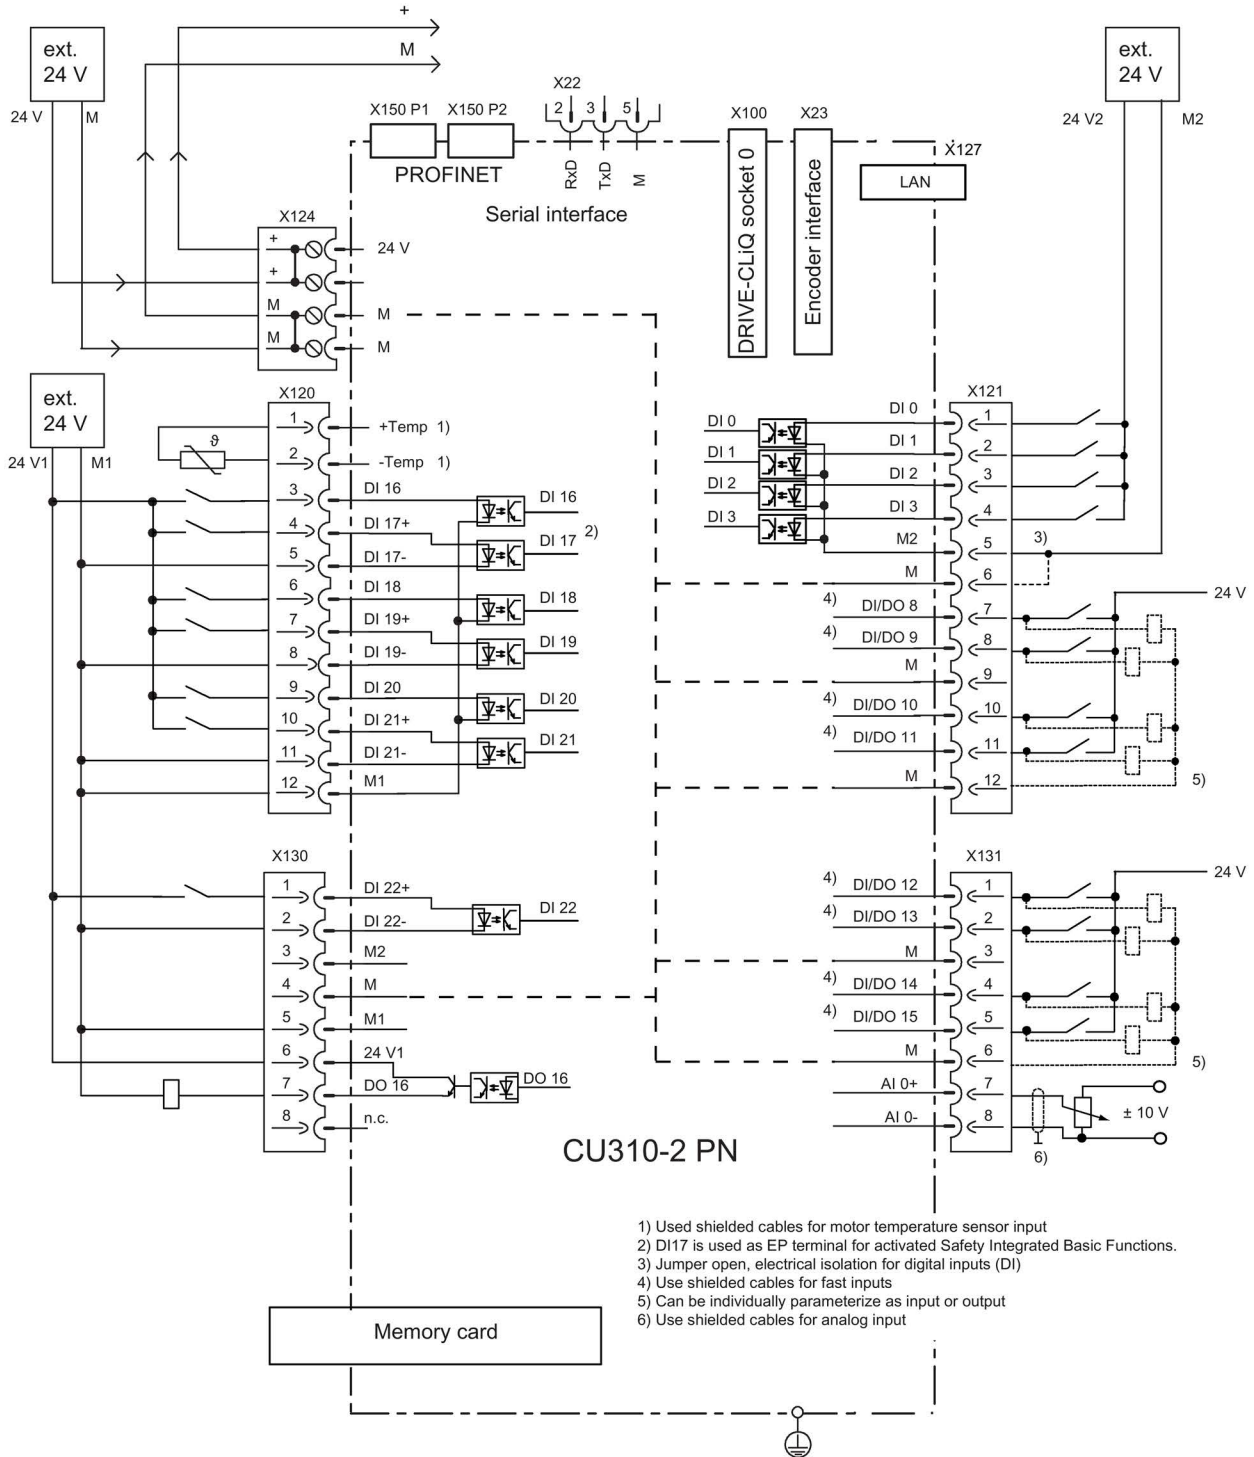 +
M
ext.
24 V
24 V
M
ext.
24 V
24 V2
M2
X22
2
3
5
RxD
TxD
M
Serial interface
X150 P1
X150 P2
PROFINET
X100
DRIVE-CLiQ socket 0
X23
Encoder interface
X127
LAN
X124
+
24 V
+
M
M
M
M
ext.
24 V
24 V1
M1
X120
ϑ
1
+Temp 1)
2
-Temp 1)
3
DI 16
DI 16
4
DI 17+
DI 17
2)
5
DI 17-
6
DI 18
DI 18
7
DI 19+
DI 19
8
DI 19-
9
DI 20
DI 20
10
DI 21+
DI 21
11
DI 21-
12
M1
X121
DI 0
DI 0
1
DI 1
DI 1
2
DI 2
DI 2
3
DI 3
DI 3
4
M2
5
3)
M
6
24 V
4)
DI/DO 8
7
4)
DI/DO 9
8
M
9
4)
DI/DO 10
10
4)
DI/DO 11
11
M
12
5)
X130
1
DI 22+
DI 22
2
DI 22-
3
M2
4
M
5
M1
6
24 V1
7
DO 16
DO 16
8
n.c.
X131
24 V
4)
DI/DO 12
1
4)
DI/DO 13
2
M
3
4)
DI/DO 14
4
4)
DI/DO 15
5
M
6
5)
AI 0+
7
± 10 V
AI 0-
8
6)
CU310-2 PN
1) Used shielded cables for motor temperature sensor input
2) DI17 is used as EP terminal for activated Safety Integrated Basic Functions.
3) Jumper open, electrical isolation for digital inputs (DI)
4) Use shielded cables for fast inputs
5) Can be individually parameterize as input or output
6) Use shielded cables for analog input
Memory card